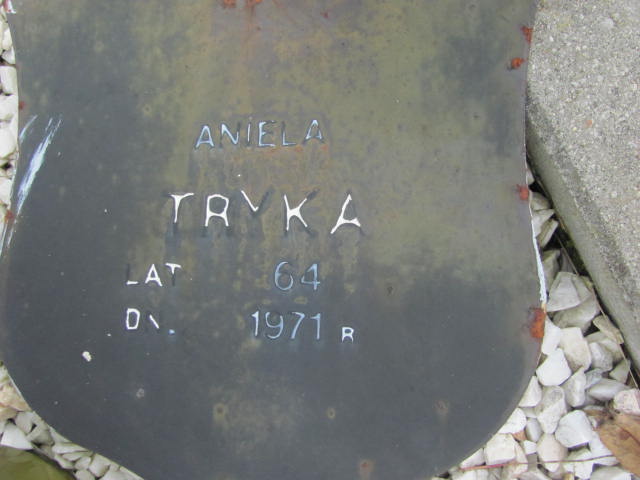 ANIELA
TRYKA
LAT 64
DN. 1971 R